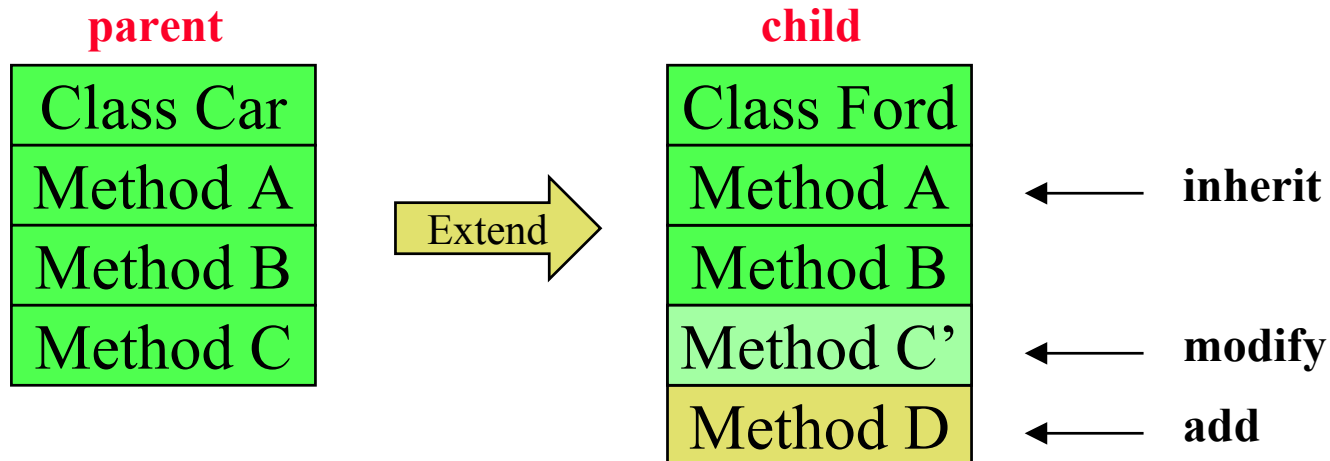 parent
Class Car
Method A
Method B
Method C
Extend
child
Class Ford
Method A
Method B
Method C’
Method D
inherit
modify
add